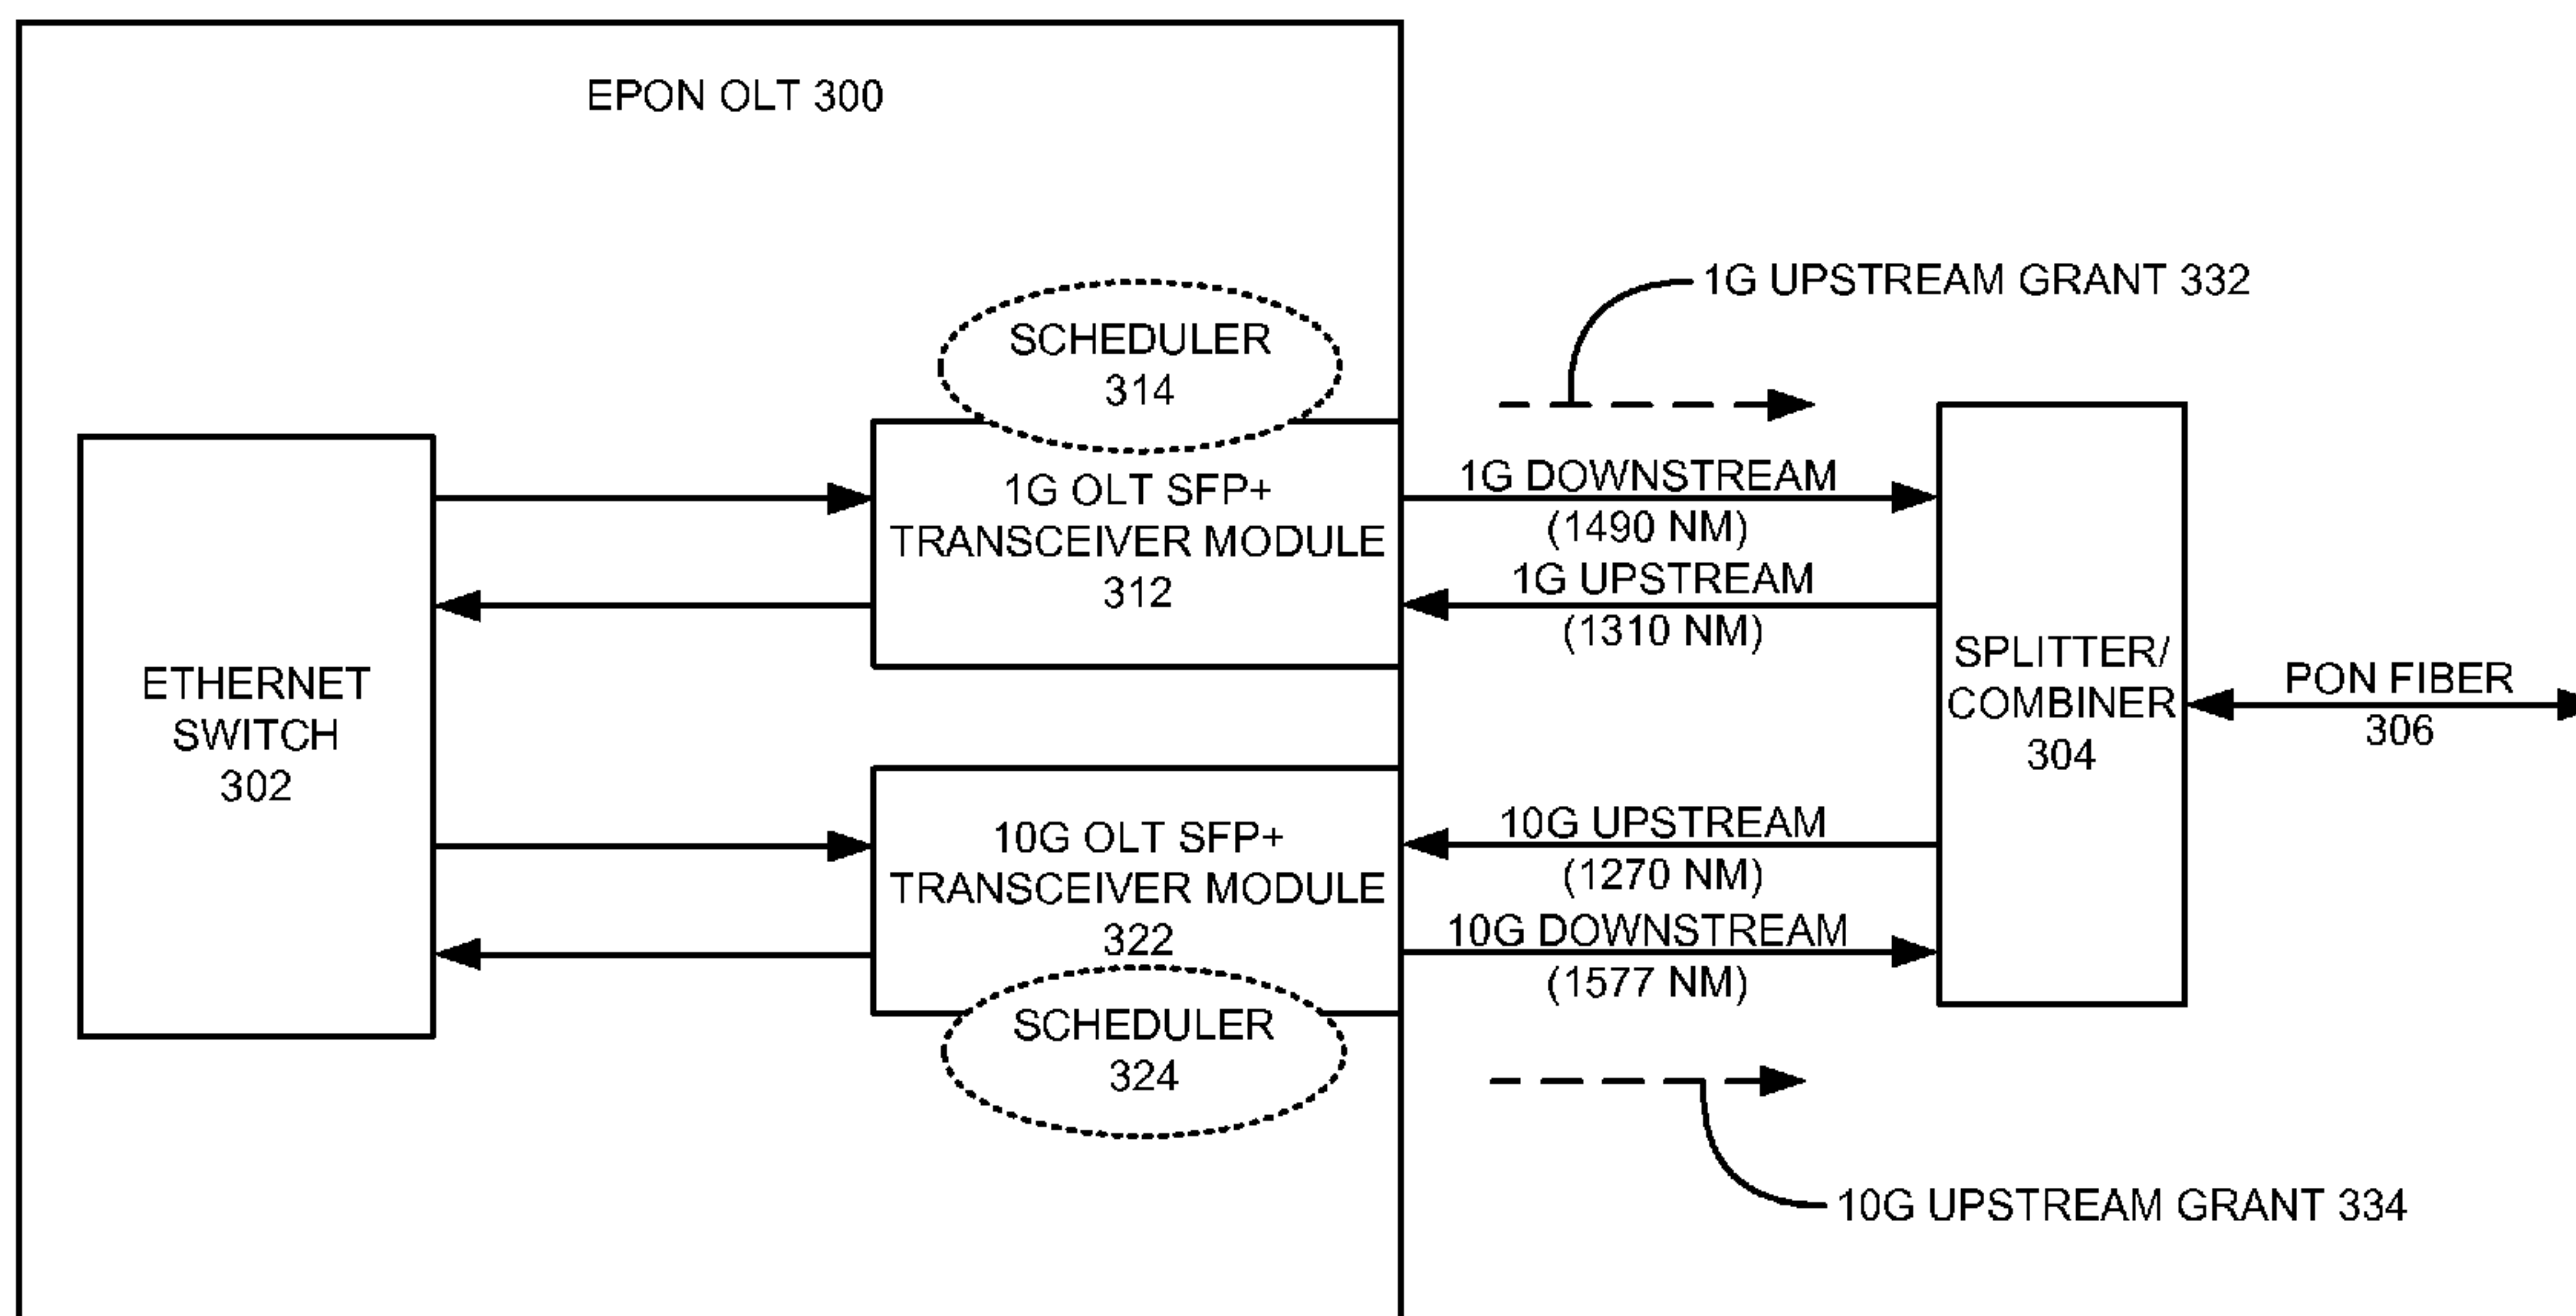 EPON OLT 300
1G UPSTREAM GRANT 332
SCHEDULER
314
1G OLT SFP+
TRANSCEIVER MODULE
312
1G DOWNSTREAM
(1490 NM)
1G UPSTREAM
(1310 NM)
ETHERNET
SWITCH
302
SPLITTER/
COMBINER
304
PON FIBER
306
10G OLT SFP+
TRANSCEIVER MODULE
322
10G UPSTREAM
(1270 NM)
10G DOWNSTREAM
(1577 NM)
SCHEDULER
324
10G UPSTREAM GRANT 334